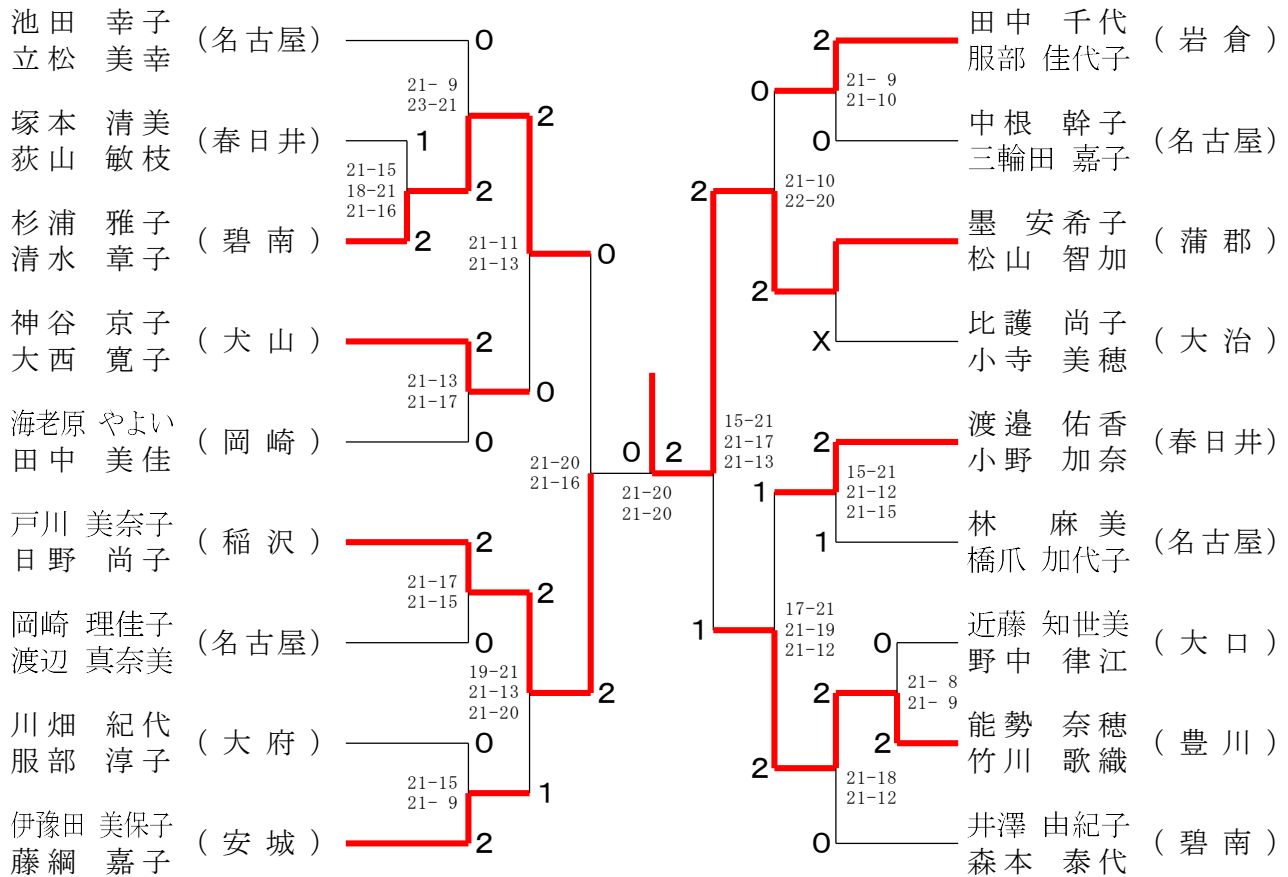 池田 幸子
立松 美幸
(名古屋)
0
21- 9
23-21
塚本 清美
荻山 敏枝
(春日井)
1
2
21-15
18-21
21-16
2
杉浦 雅子
清水 章子
(碧南)
2
21-11
21-13
0
神谷 京子
大西 寛子
(犬山)
2
21-13
21-17
0
海老原 やよい
田中 美佳
(岡崎)
0
21-20
21-16
戸川 美奈子
日野 尚子
(稲沢)
2
21-17
21-15
2
岡崎 理佳子
渡辺 真奈美
(名古屋)
0
19-21
21-13
21-20
2
川畑 紀代
服部 淳子
(大府)
0
21-15
21- 9
1
伊豫田 美保子
藤綱 嘉子
(安城)
2
0 2
21-20
21-20
2
田中 千代
服部 佳代子
(岩倉)
0
21- 9
21-10
0
中根 幹子
三輪田 嘉子
(名古屋)
2
21-10
22-20
墨 安希子
松山 智加
(蒲郡)
2
X
比護 尚子
小寺 美穂
(大治)
15-21
21-17
21-13
2
渡邉 佑香
小野 加奈
(春日井)
1
15-21
21-12
21-15
1
林 麻美
橋爪 加代子
(名古屋)
1
17-21
21-19
21-12
0
近藤 知世美
野中 律江
(大口)
2
21- 8
21- 9
2
能勢 奈穂
竹川 歌織
(豊川)
2
21-18
21-12
0
井澤 由紀子
森本 泰代
(碧南)